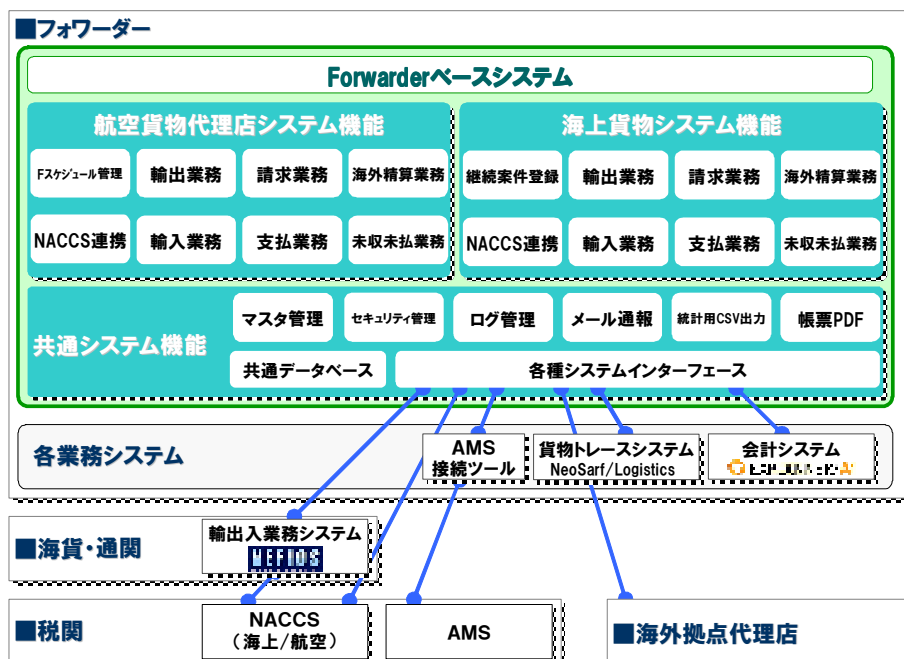 ■フォワーダー
Forwarderベースシステム
航空貨物代理店システム機能
Fスケジュール管理
輸出業務
請求業務
海外精算業務
NACCS連携
輸入業務
支払業務
未収未払業務
海上貨物システム機能
継続案件登録
輸出業務
請求業務
海外精算業務
NACCS連携
輸入業務
支払業務
未収未払業務
共通システム機能
マスタ管理
セキュリティ管理
ログ管理
メール通報
統計用CSV出力
帳票PDF
共通データベース
各種システムインターフェース
各業務システム
AMS
接続ツール
貨物トレースシステム
NeoSarf/Logistics
会計システム
■海貨・通関
輸出入業務システム
■税関
NACCS
（海上/航空）
AMS
■海外拠点代理店